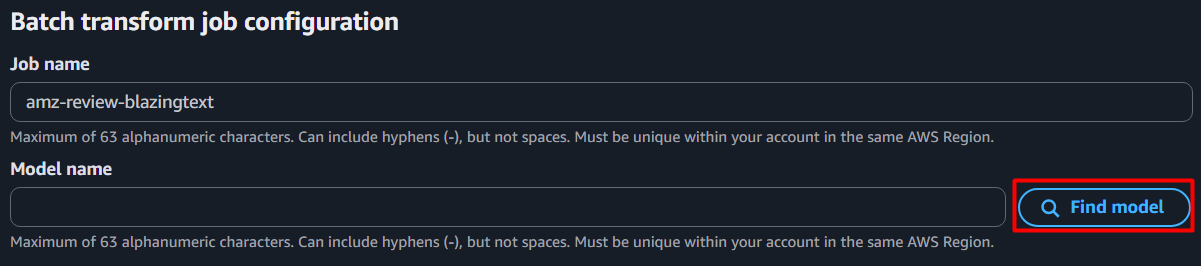 Batch transform job configuration
Job name
amz-review-blazingtext
Maximum of 63 alphanumeric characters. Can include hyphens (-), but not spaces. Must be unique within your account in the same AWS Region.
Model name
Find model
Maximum of 63 alphanumeric characters. Can include hyphens (-), but not spaces. Must be unique within your account in the same AWS Region.